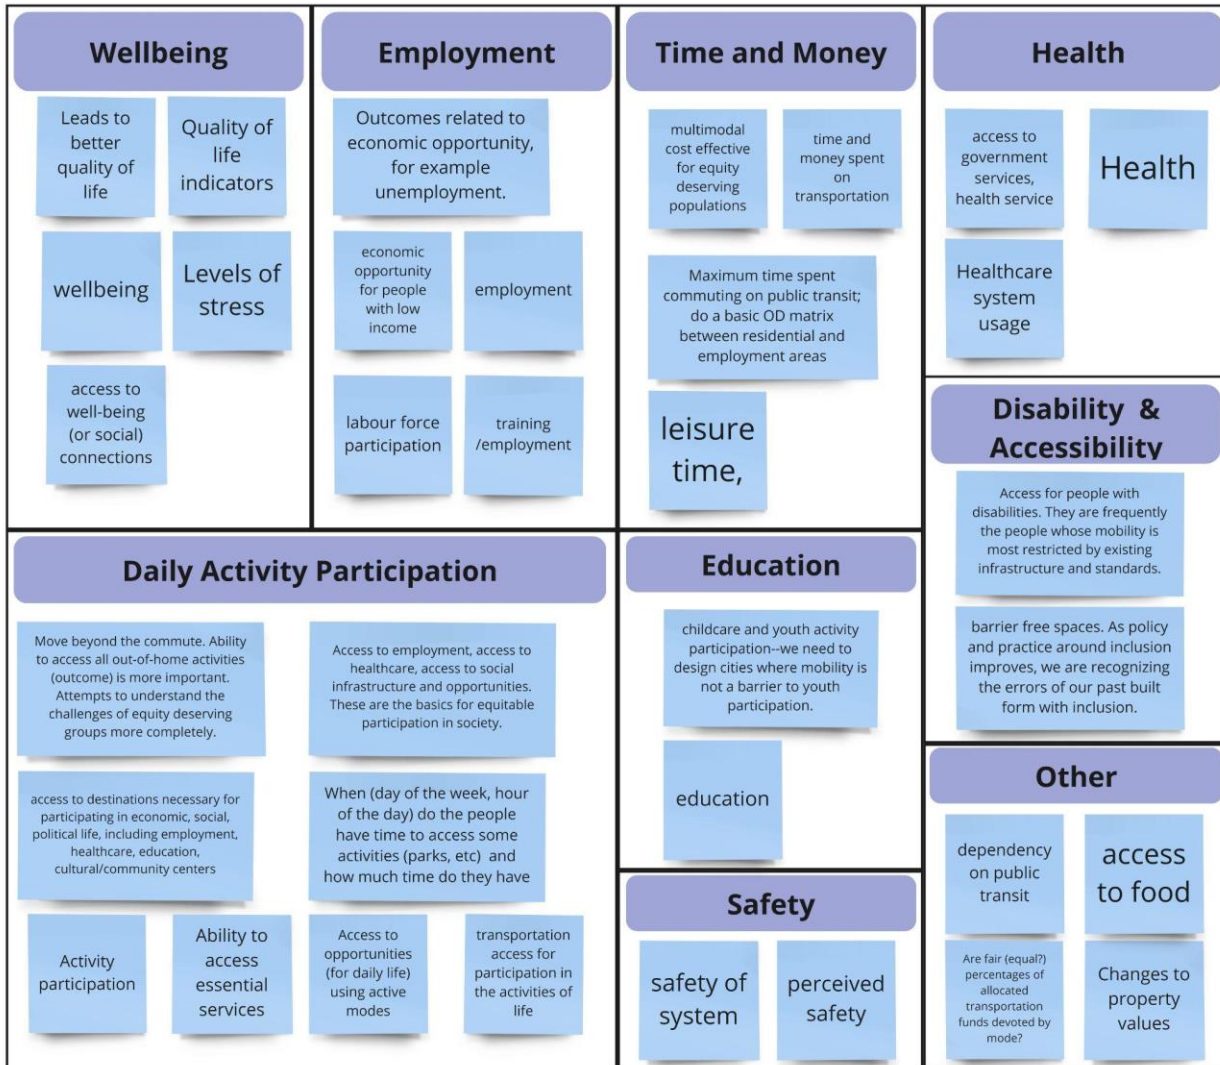 Wellbeing
Leads to
better
quality of
life
Quality of
life
indicators
wellbeing
Levels of
stress
access to
well-being
(or social)
connections
Employment
Outcomes related to
economic opportunity,
for example
unemployment.
economic
opportunity
for people
with low
income
employment
labour force
participation
training
/employment
Time and Money
multimodal
cost effective
for equity
deserving
populations
time and
money spent
on
transportation
Maximum time spent
commuting on public transit;
do a basic OD matrix
between residential and
employment areas
leisure
time,
Health
access to
government
services,
health service
Health
Healthcare
system
usage
Disability &
Accessibility
Access for people with
disabilities. They are frequently
the people whose mobility is
most restricted by existing
infrastructure and standards.
barrier free spaces. As policy
and practice around inclusion
improves, we are recognizing
the errors of our past built
form with inclusion.
Daily Activity Participation
Move beyond the commute. Ability
to access all out-of-home activities
(outcome) is more important.
Attempts to understand the
challenges of equity deserving
groups more completely.
Access to employment, access to
healthcare, access to social
infrastructure and opportunities.
These are the basics for equitable
participation in society.
access to destinations necessary for
participating in economic, social,
political life, including employment,
healthcare, education,
cultural/community centers
When (day of the week, hour
of the day) do the people
have time to access some
activities (parks, etc) and
how much time do they have
Activity
participation
Ability to
access
essential
services
Access to
opportunities
(for daily life)
using active
modes
transportation
access for
participation in
the activities of
life
Education
childcare and youth activity
participation--we need to
design cities where mobility is
not a barrier to youth
participation.
education
Safety
safety of
system
perceived
safety
Other
dependency
on public
transit
access
to food
Are fair (equal?)
percentages of
allocated
transportation
funds devoted by
mode?
Changes to
property
values